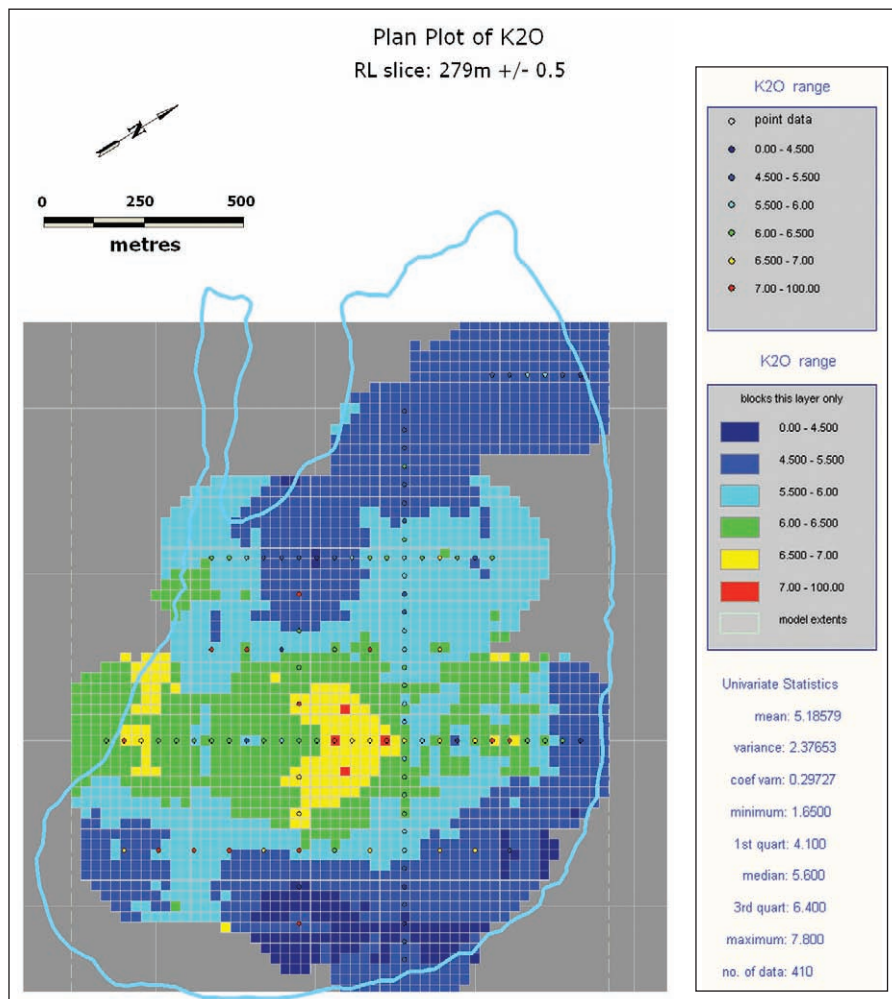 Plan Plot of K2O
RL slice: 279m +/- 0.5
N
0 250 500
metres
K2O range
point data
0.00 - 4.500
4.500 - 5.500
5.500 - 6.00
6.00 - 6.500
6.500 - 7.00
7.00 - 100.00
K2O range
blocks this layer only
0.00 - 4.500
4.500 - 5.500
5.500 - 6.00
6.00 - 6.500
6.500 - 7.00
7.00 - 100.00
model extents
Univariate Statistics
mean: 5.18579
variance: 2.37653
coef varn: 0.29727
minimum: 1.6500
1st quart: 4.100
median: 5.600
3rd quart: 6.400
maximum: 7.800
no. of data: 410